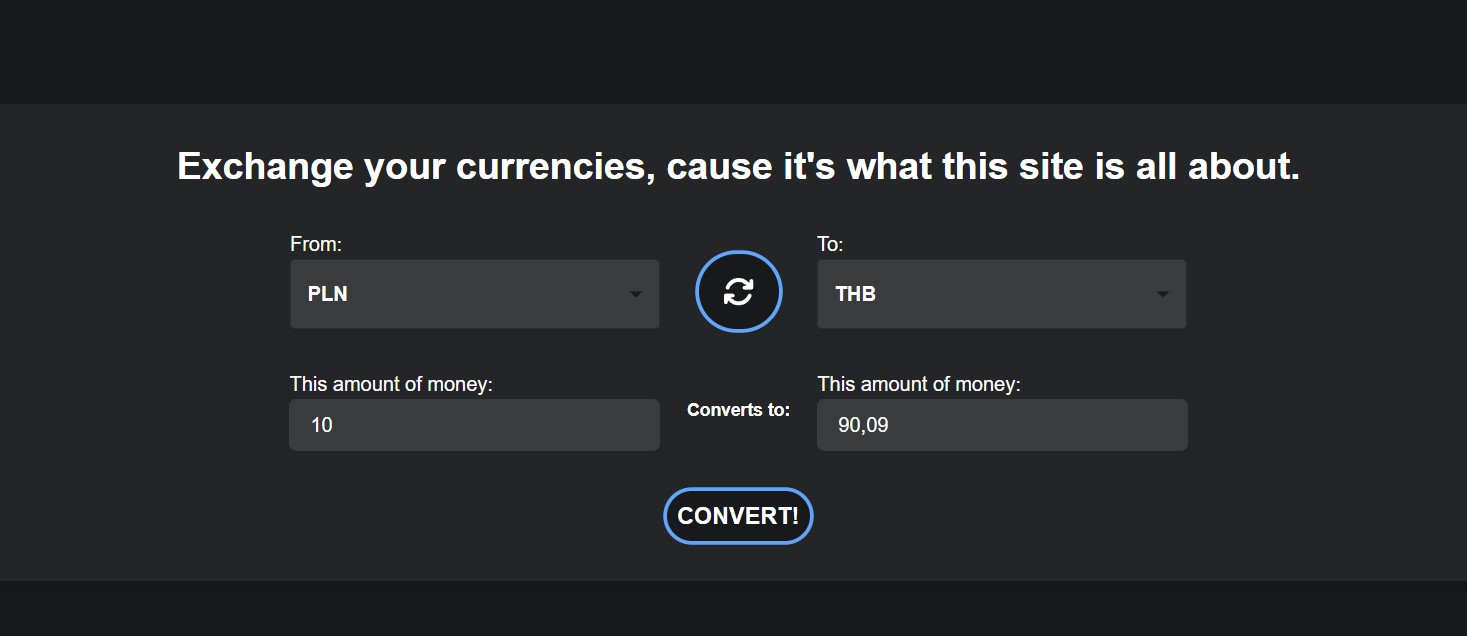 Exchange your currencies, cause it's what this site is all about.
From:
To:
PLN
THB
This amount of money:
This amount of money:
10
Converts to:
90,09
CONVERT!